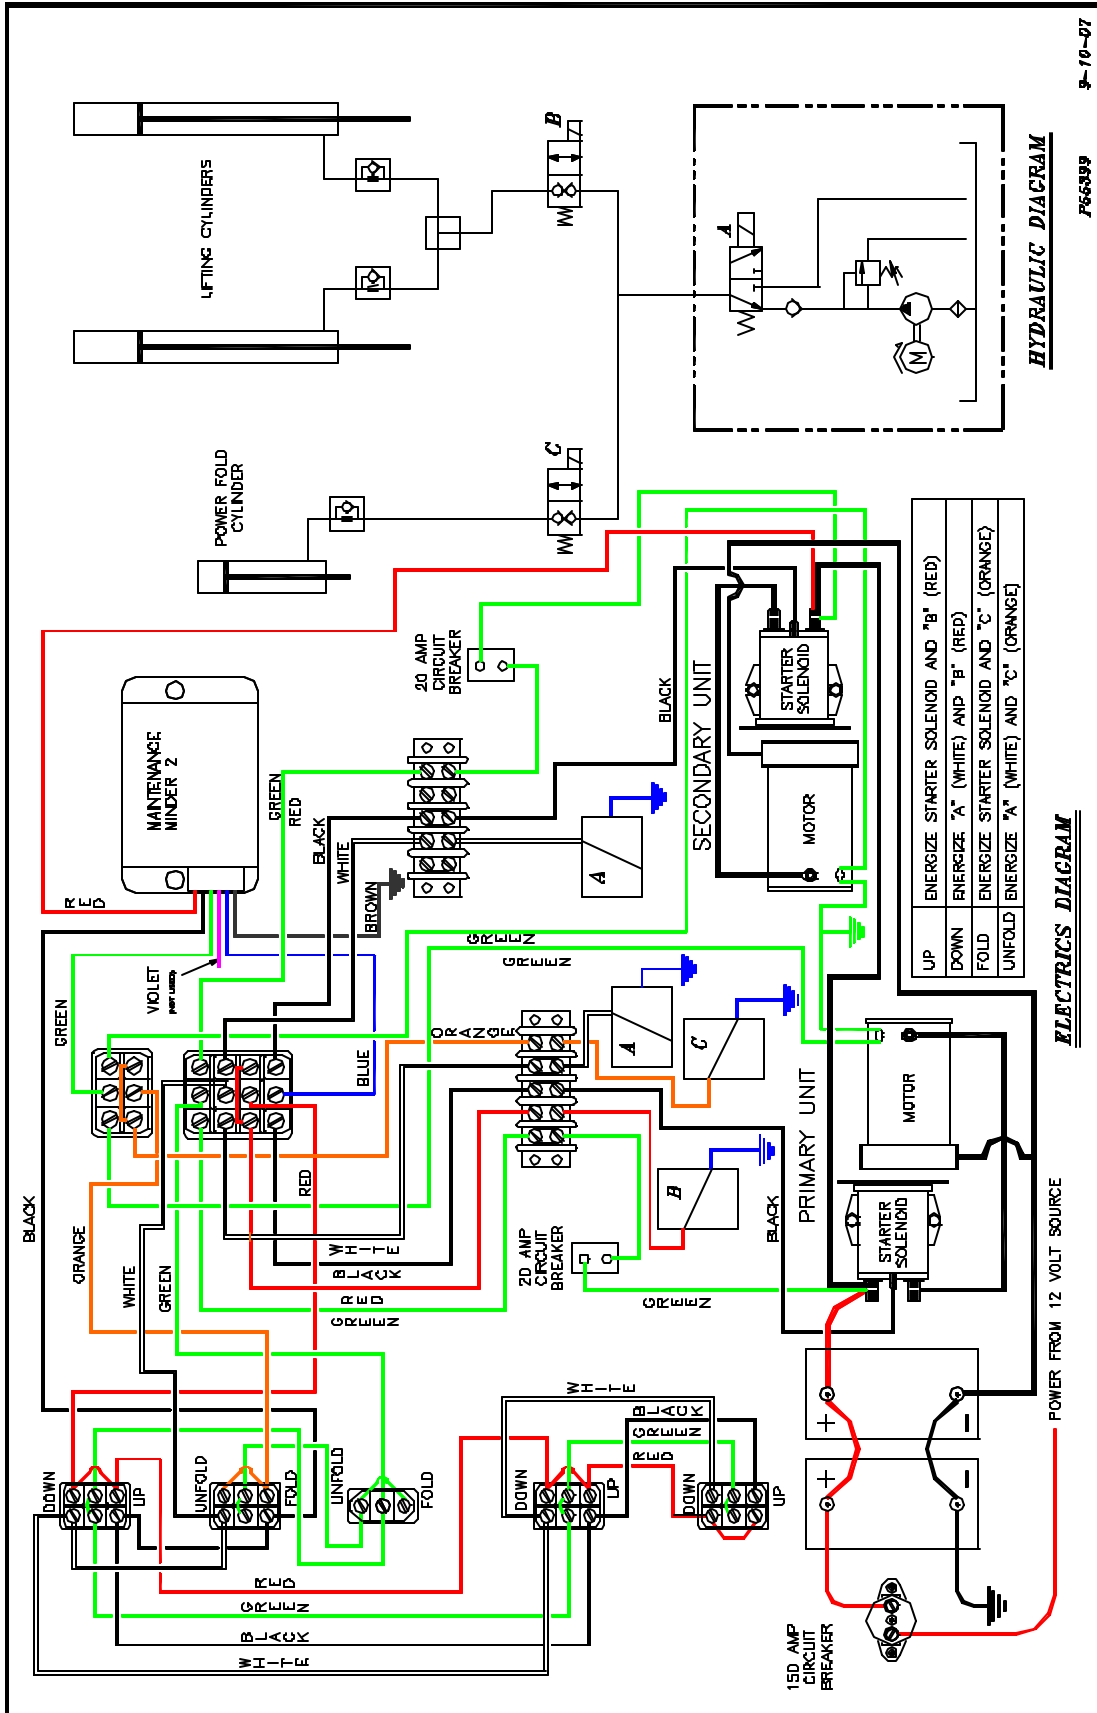 9-10-07
P66399
HYDRAULIC DIAGRAM
LIFTING CYLINDERS
B
A
M
POWER FOLD
CYLINDER
C
MAINTENANCE
MINDER 2
RED
20 AMP
CIRCUIT
BREAKER
GREEN
RED
BLACK
WHITE
BROWN
A
BLACK
SECONDARY UNIT
STARTER
SOLENOID
MOTOR
UP ENERGIZE STARTER SOLENOID AND "B" (RED)
DOWN ENERGIZE "A" (WHITE) AND "B" (RED)
FOLD ENERGIZE STARTER SOLENOID AND "C" (ORANGE)
UNFOLD ENERGIZE "A" (WHITE) AND "C" (ORANGE)
ELECTRICS DIAGRAM
GREEN
GREEN
GREEN
VIOLET
(NOT USED)
BLUE
ORANGE
A
C
B
PRIMARY UNIT
MOTOR
STARTER
SOLENOID
BLACK
BLACK
ORANGE
WHITE
GREEN
RED
WHITE
BLACK
RED
GREEN
20 AMP
CIRCUIT
BREAKER
GREEN
POWER FROM 12 VOLT SOURCE
WHITE
BLACK
GREEN
RED
DOWN
UP
UNFOLD
FOLD
UNFOLD
FOLD
DOWN
UP
DOWN
UP
+
-
+
-
RED
GREEN
BLACK
WHITE
150 AMP
CIRCUIT
BREAKER